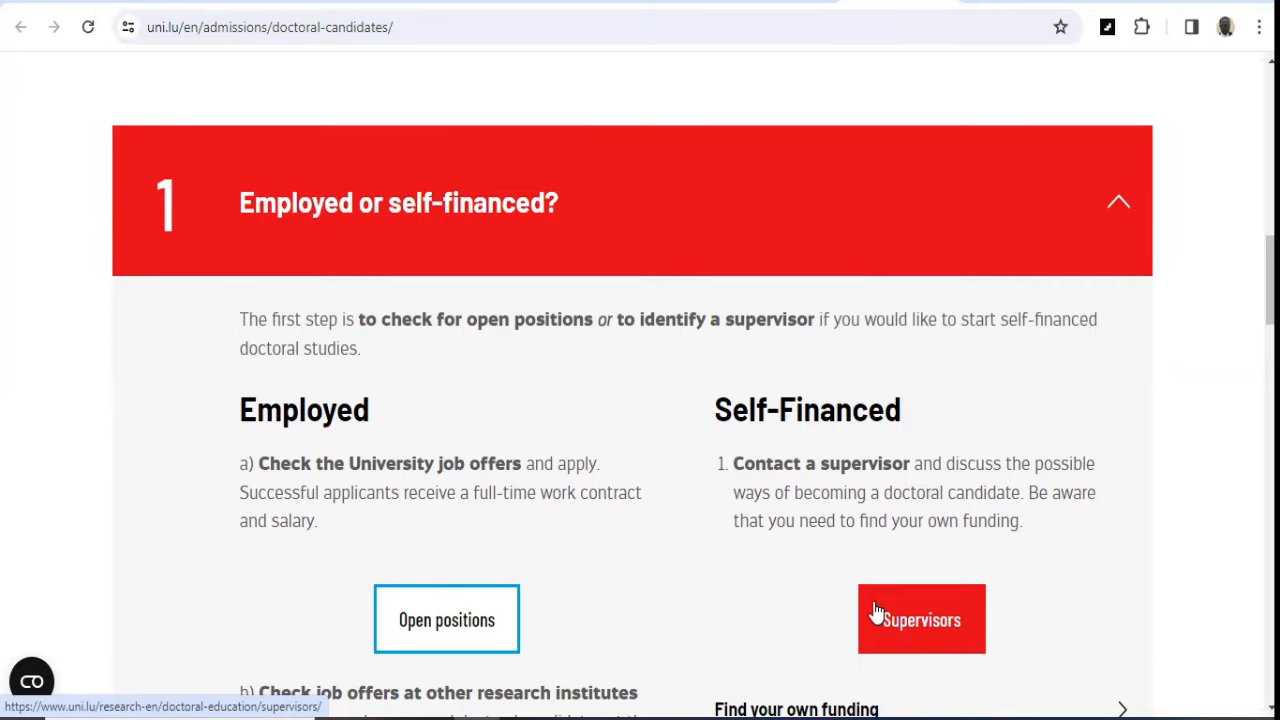 uni.lu/en/admissions/doctoral-candidates/
1
Employed or self-financed?
The first step is to check for open positions or to identify a supervisor if you would like to start self-financed
doctoral studies.
Employed
a) Check the University job offers and apply.
Successful applicants receive a full-time work contract
and salary.
Open positions
b) Check job offers at other research institutes
Self-Financed
1. Contact a supervisor and discuss the possible
ways of becoming a doctoral candidate. Be aware
that you need to find your own funding.
Supervisors
Find your own funding
https://www.uni.lu/research-en/doctoral-education/supervisors/